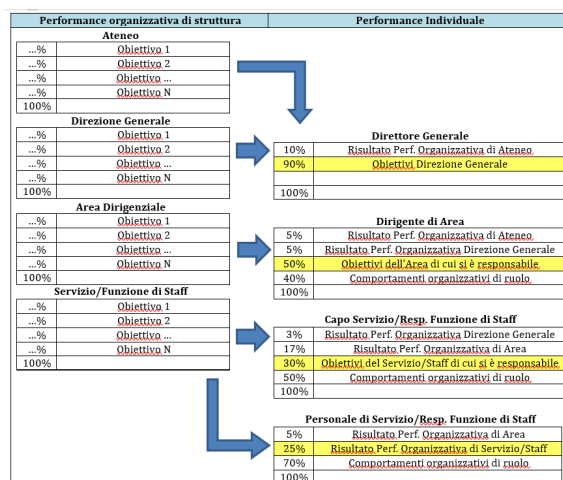 Performance organizzativa di struttura
Performance Individuale
Ateneo
...% Obiettivo 1
...% Obiettivo 2
...% Obiettivo ...
...% Obiettivo N
100%
Direzione Generale
...% Obiettivo 1
...% Obiettivo 2
...% Obiettivo ...
...% Obiettivo N
100%
Direttore Generale
10% Risultato Perf. Organizzativa di Ateneo
90% Obiettivi Direzione Generale
100%
Area Dirigenziale
...% Obiettivo 1
...% Obiettivo 2
...% Obiettivo ...
...% Obiettivo N
100%
Dirigente di Area
5% Risultato Perf. Organizzativa di Ateneo
5% Risultato Perf. Organizzativa Direzione Generale
50% Obiettivi dell'Area di cui si è responsabile
40% Comportamenti organizzativi di ruolo
100%
Servizio/Funzione di Staff
...% Obiettivo 1
...% Obiettivo 2
...% Obiettivo ...
...% Obiettivo N
100%
Capo Servizio/Resp. Funzione di Staff
3% Risultato Perf. Organizzativa Direzione Generale
17% Risultato Perf. Organizzativa di Area
30% Obiettivi del Servizio/Staff di cui si è responsabile
50% Comportamenti organizzativi di ruolo
100%
Personale di Servizio/Resp. Funzione di Staff
5% Risultato Perf. Organizzativa di Area
25% Risultato Perf. Organizzativa di Servizio/Staff
70% Comportamenti organizzativi di ruolo
100%